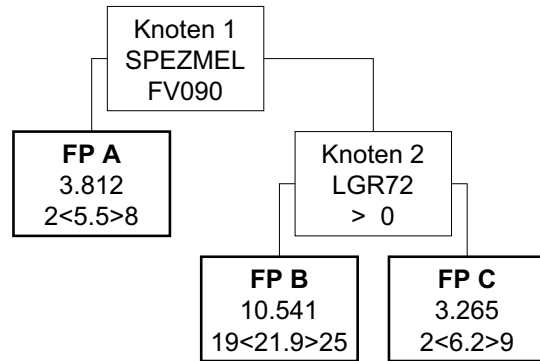 Knoten 1
SPEZMEL
FV090
FP A
3.812
2<5.5>8
Knoten 2
LGR72
> 0
FP B
10.541
19<21.9>25
FP C
3.265
2<6.2>9